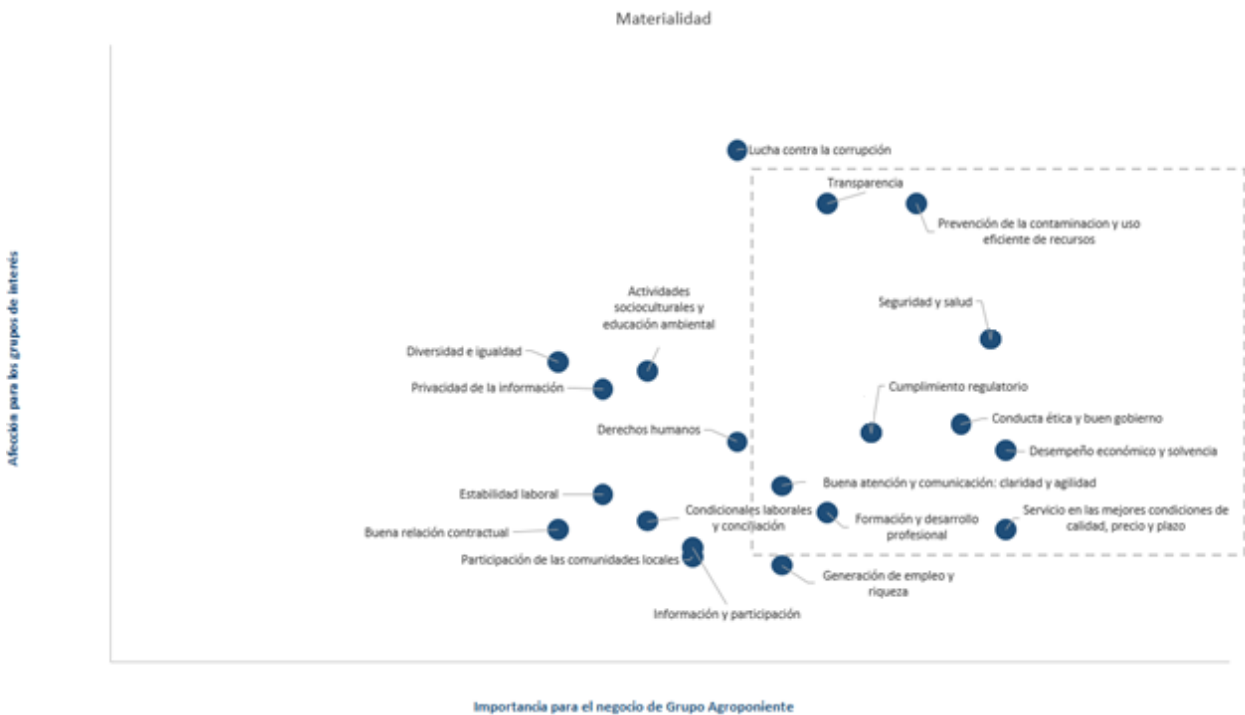 Materialidad
Afección para los grupos de interés
Lucha contra la corrupción
Transparencia
Prevención de la contaminacion y uso
eficiente de recursos
Actividades
socioculturales y
educación ambiental
Seguridad y salud
Diversidad e igualdad
Privacidad de la información
Cumplimiento regulatorio
Derechos humanos
Conducta ética y buen gobierno
Desempeño económico y solvencia
Buena atención y comunicación: claridad y agilidad
Estabilidad laboral
Condicionales laborales
y conciliación
Formación y desarrollo
profesional
Servicio en las mejores condiciones de
calidad, precio y plazo
Buena relación contractual
Participación de las comunidades locales
Generación de empleo y
riqueza
Información y participación
Importancia para el negocio de Grupo Agroponiente